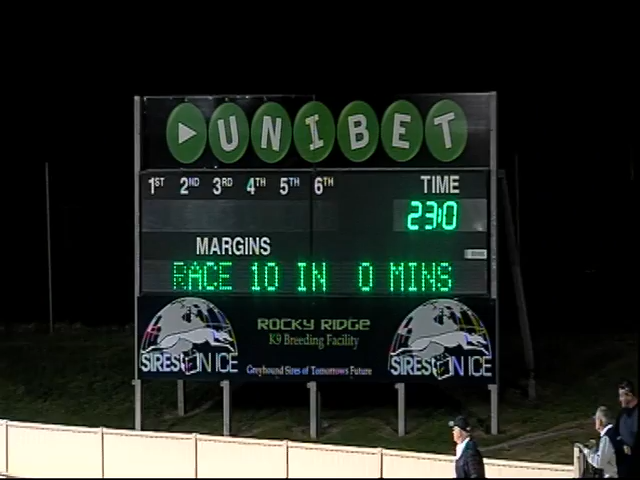 UNIBET
1ST 2ND 3RD 4TH 5TH 6TH TIME
23:0
MARGINS
RACE 10 IN 0 MINS
SIRES ON ICE
ROCKY RIDGE
K9 Breeding Facility
Greyhound Sires of Tomorrows Future
SIRES ON ICE